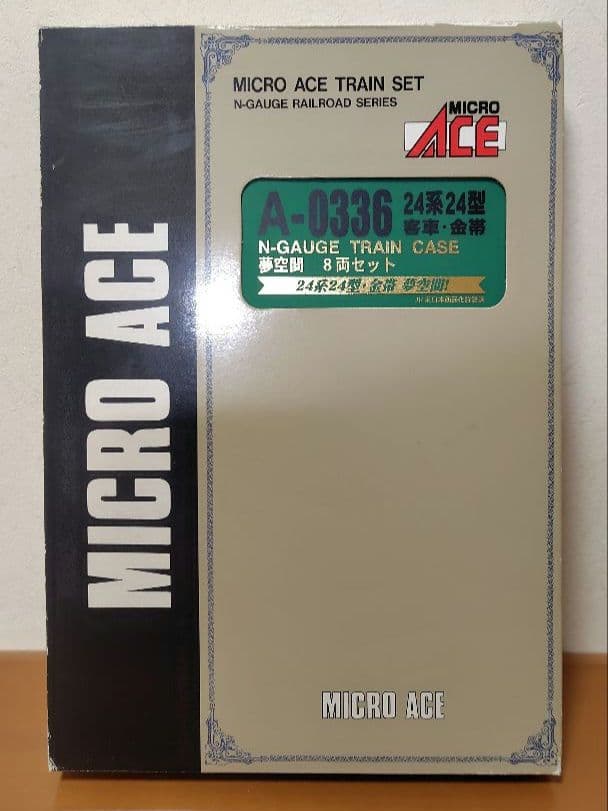 MICRO ACE TRAIN SET
N-GAUGE RAILROAD SERIES
MICRO
ACE
A-0336 24系24型
客車・金帯
N-GAUGE TRAIN CASE
夢空間 8両セット
24系24型・金帯 夢空間!
MICRO ACE
MICRO ACE